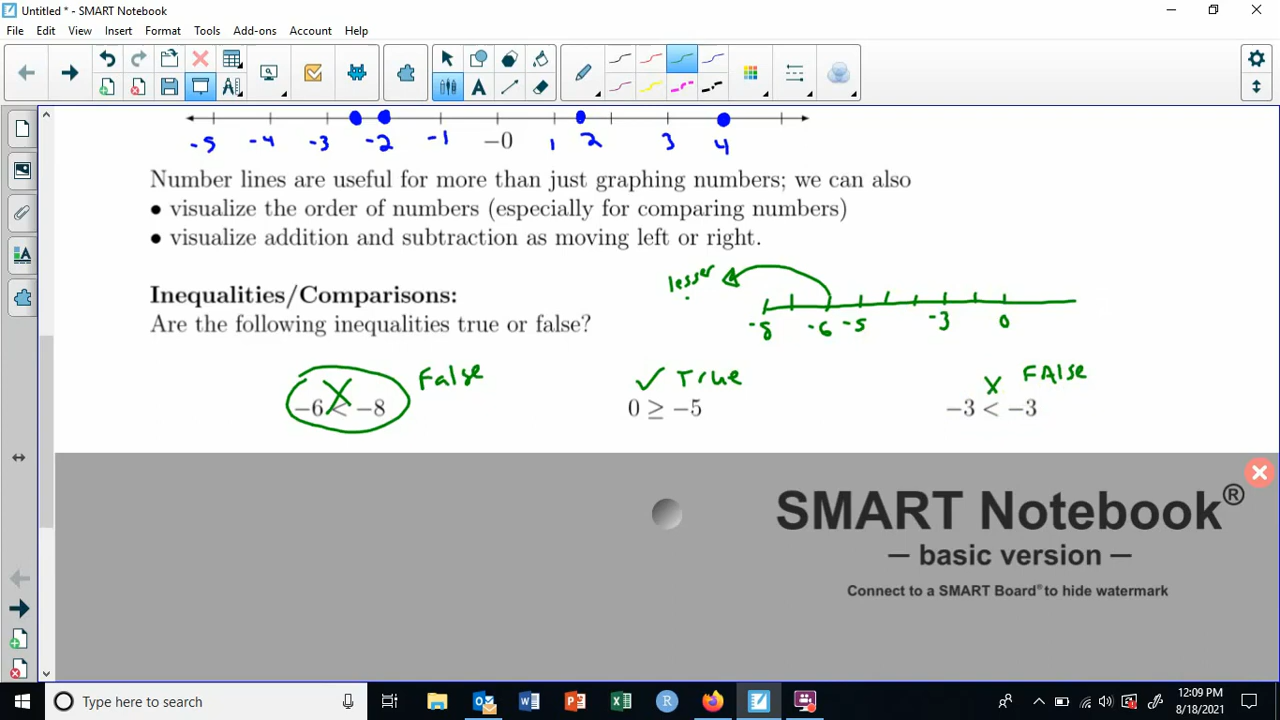 Untitled * - SMART Notebook
File Edit View Insert Format Tools Add-ons Account Help
-5 -4 -3 -2 -1 −0 1 2 3 4
Number lines are useful for more than just graphing numbers; we can also
• visualize the order of numbers (especially for comparing numbers)
• visualize addition and subtraction as moving left or right.
lesser
Inequalities/Comparisons:
Are the following inequalities true or false?
-8 -6 -5 -3 0
False ✓ True X FAlse
−6 < −8 0 ≥ −5 −3 < −3
SMART Notebook®
— basic version —
Connect to a SMART Board® to hide watermark
Type here to search
12:09 PM
8/18/2021